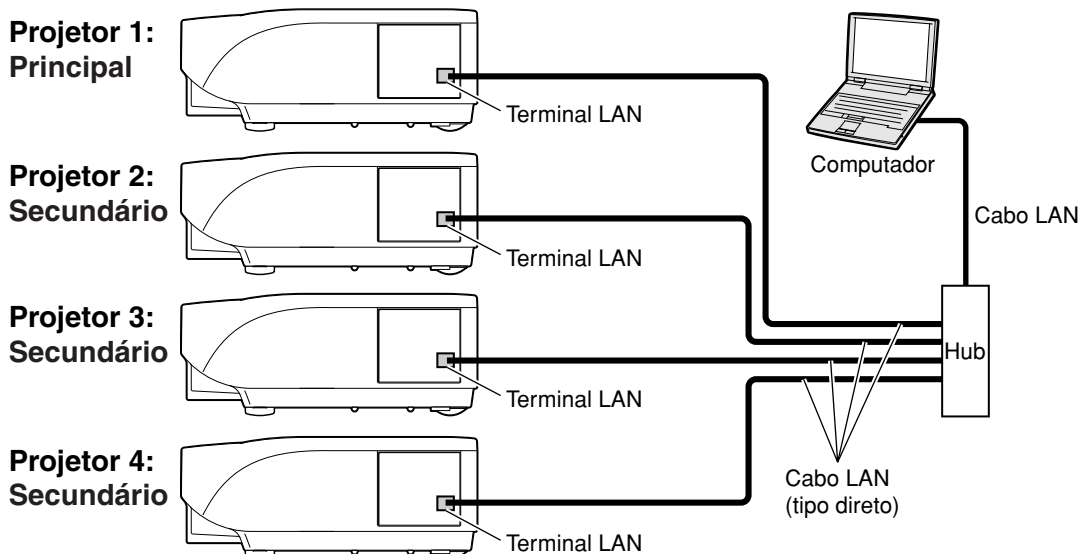 Projetor 1:
Principal
Terminal LAN
Computador
Projetor 2:
Secundário
Terminal LAN
Cabo LAN
Projetor 3:
Secundário
Terminal LAN
Hub
Projetor 4:
Secundário
Terminal LAN
Cabo LAN
(tipo direto)